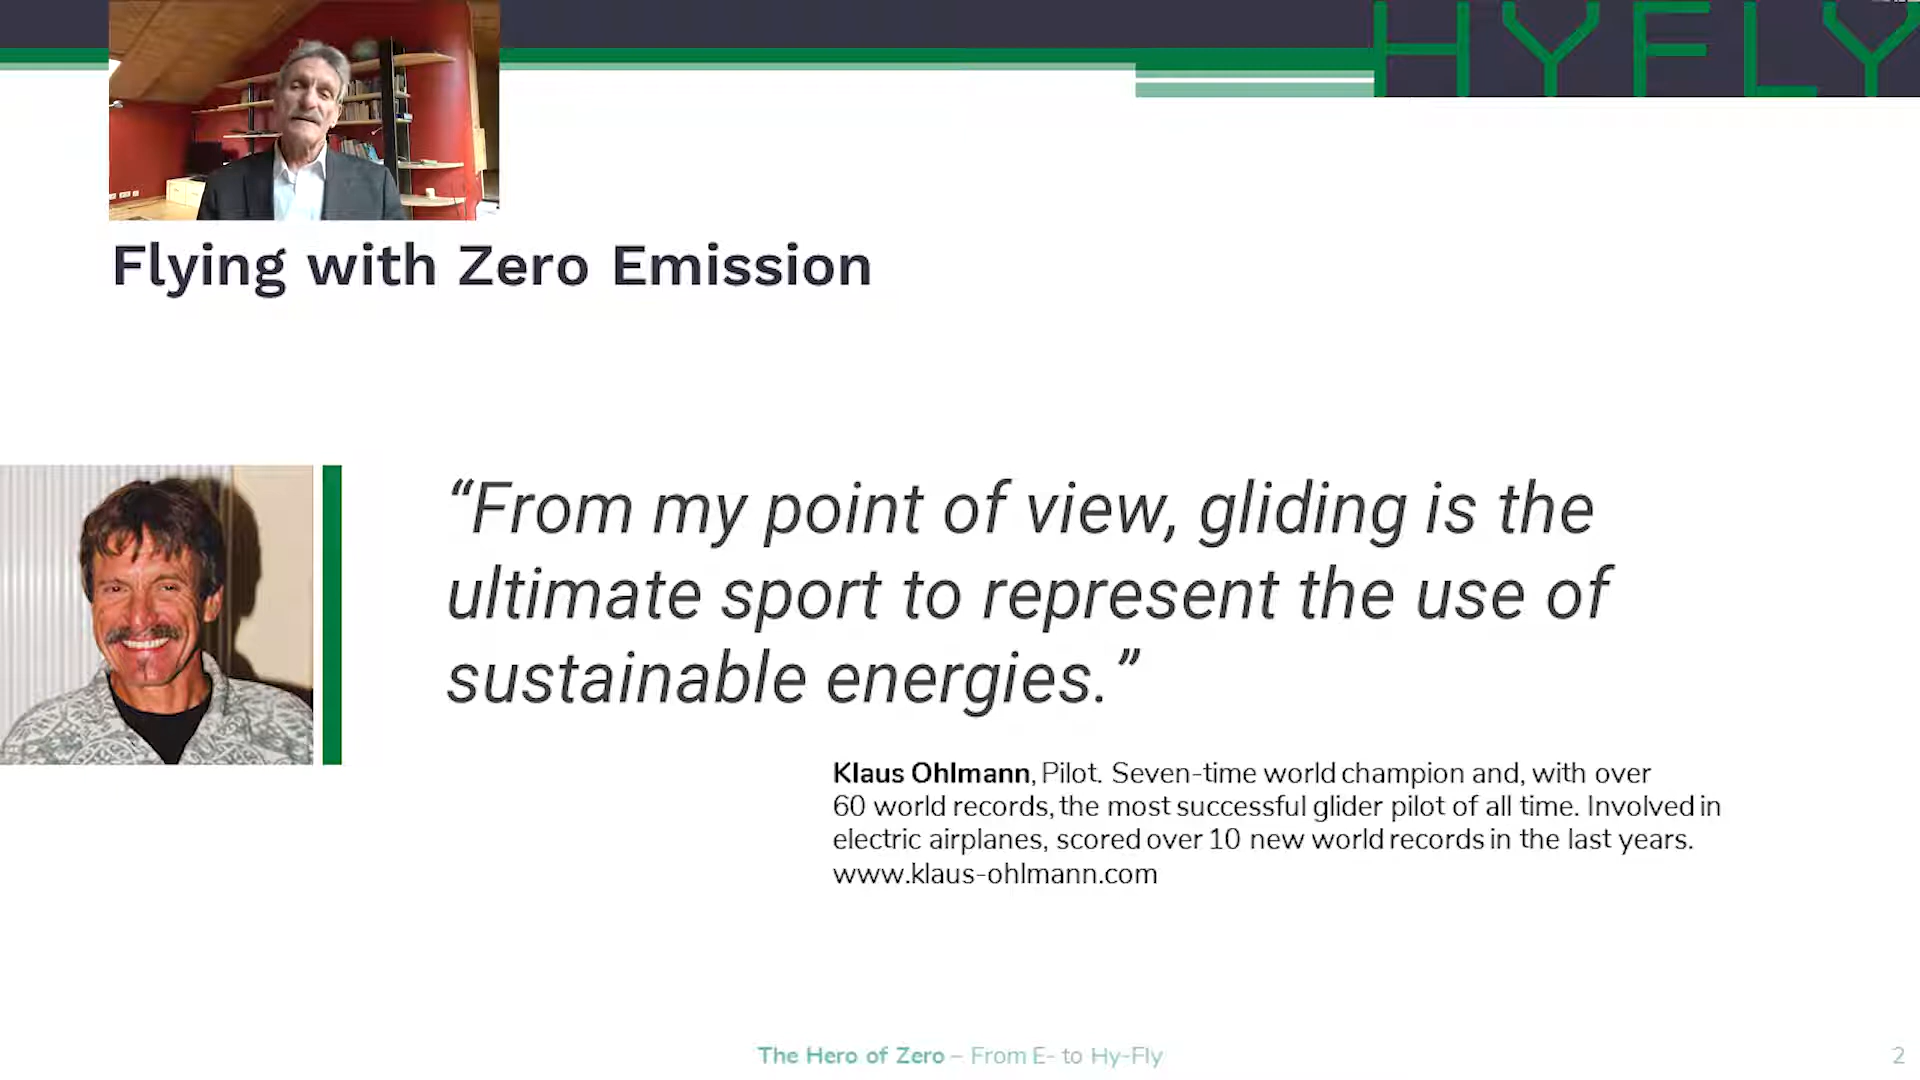 HYFLY
Flying with Zero Emission
“From my point of view, gliding is the
ultimate sport to represent the use of
sustainable energies.”
Klaus Ohlmann, Pilot. Seven-time world champion and, with over
60 world records, the most successful glider pilot of all time. Involved in
electric airplanes, scored over 10 new world records in the last years.
www.klaus-ohlmann.com
The Hero of Zero – From E- to Hy-Fly
2